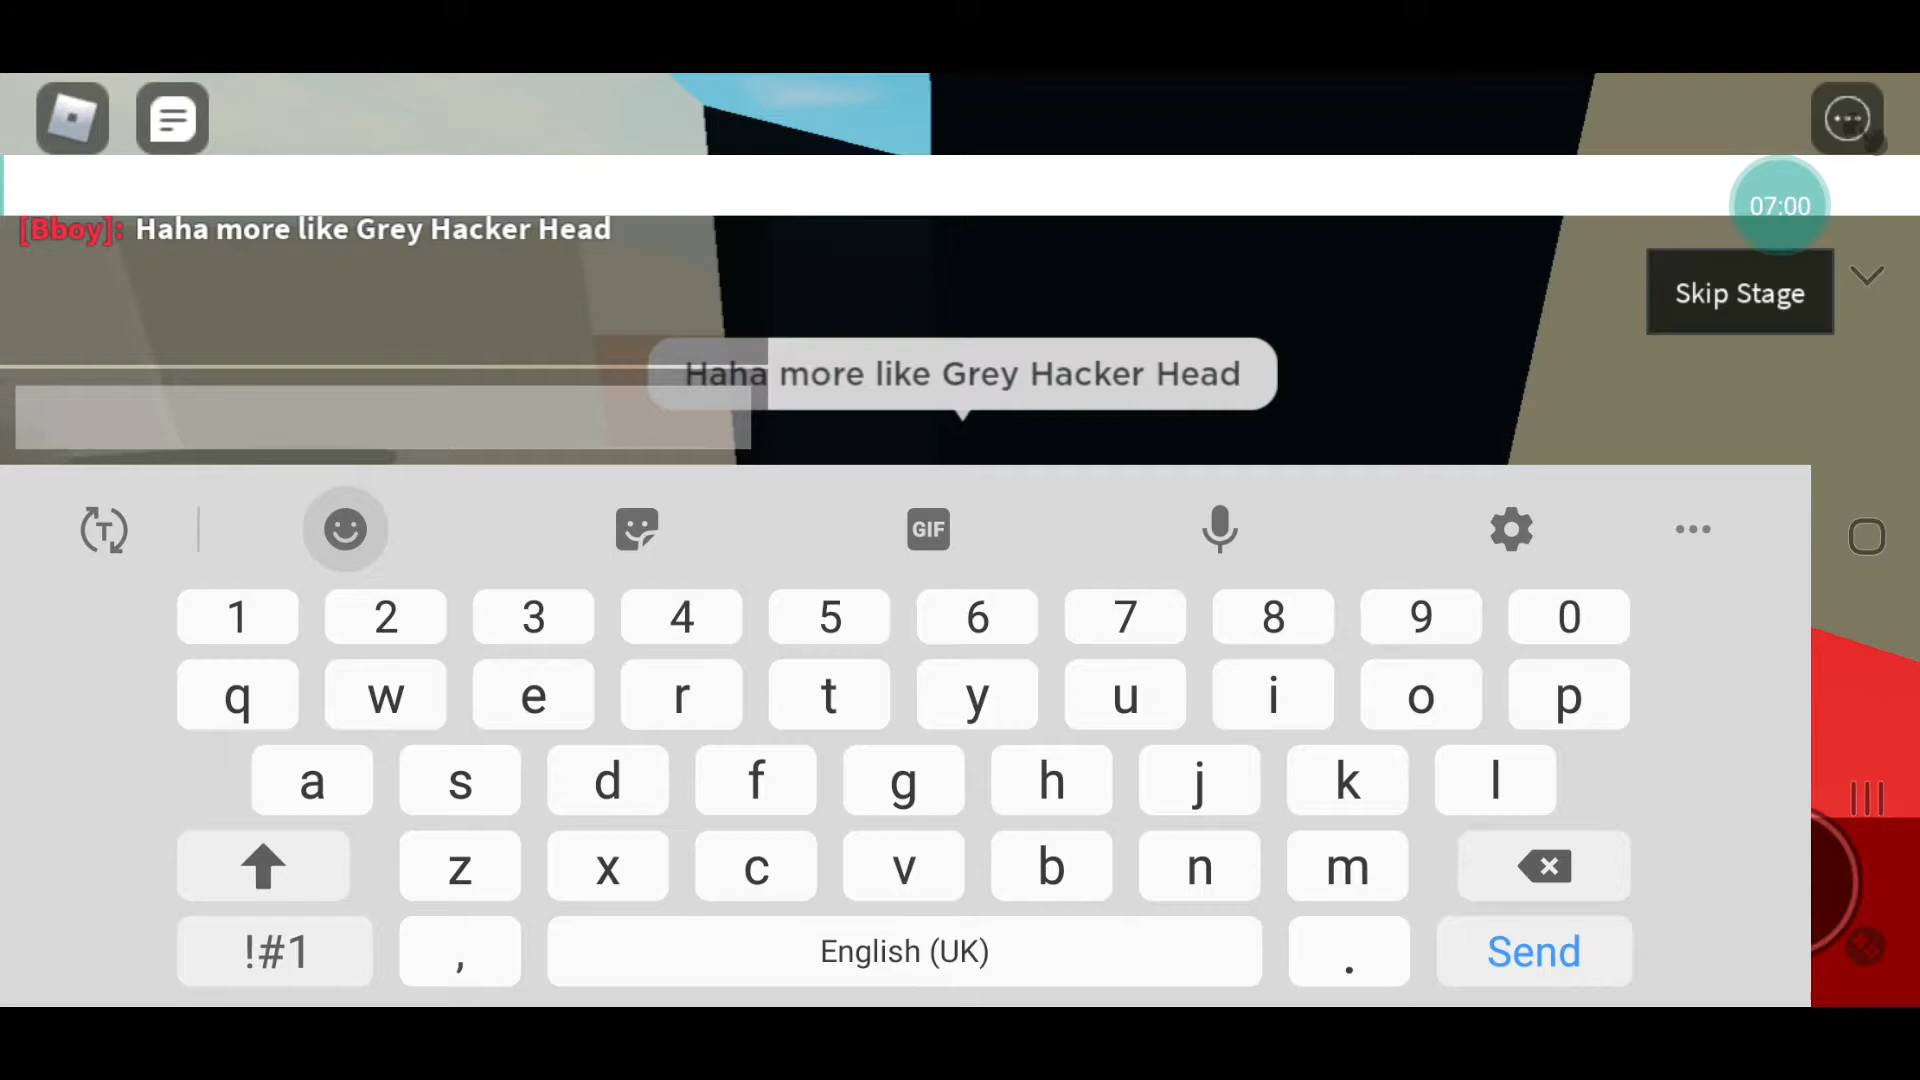 07:00
[Bboy]: Haha more like Grey Hacker Head
Skip Stage
Haha more like Grey Hacker Head
T
GIF
1 2 3 4 5 6 7 8 9 0
q w e r t y u i o p
a s d f g h j k l
z x c v b n m
!#1 , English (UK) . Send